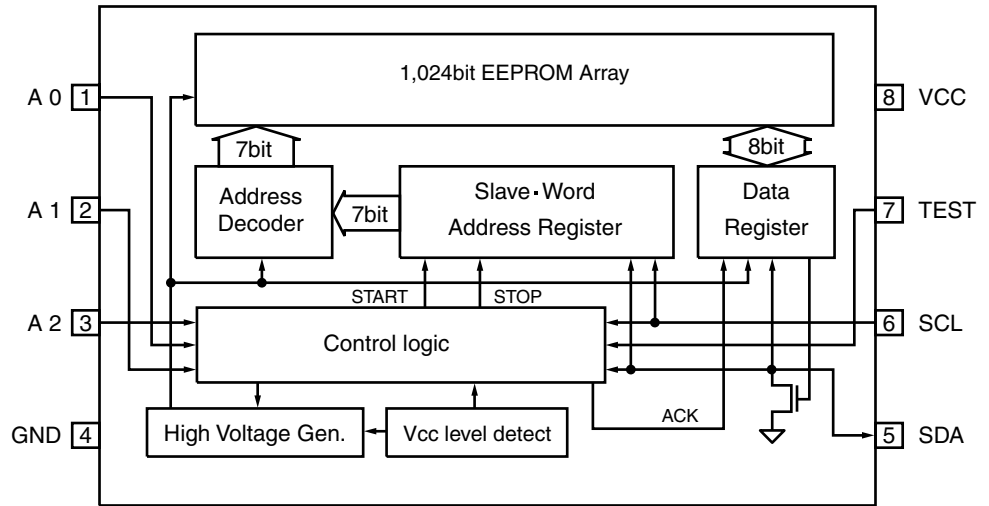 1,024bit EEPROM Array
A 0 1
8 VCC
7bit
8bit
Address
Decoder
7bit
Slave·Word
Address Register
Data
Register
A 1 2
7 TEST
START
STOP
A 2 3
Control logic
6 SCL
ACK
GND 4
High Voltage Gen.
Vcc level detect
5 SDA